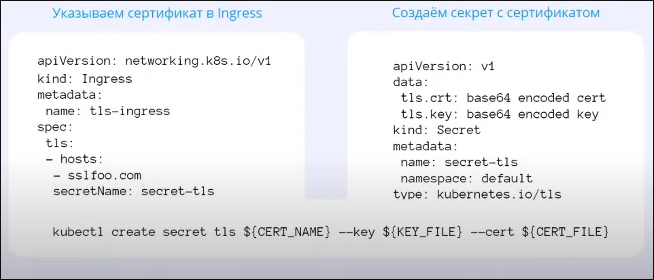 Указываем сертификат в Ingress
apiVersion: networking.k8s.io/v1
kind: Ingress
metadata:
name: tls-ingress
spec:
tls:
- hosts:
- sslfoo.com
secretName: secret-tls
Создаём секрет с сертификатом
apiVersion: v1
data:
tls.crt: base64 encoded cert
tls.key: base64 encoded key
kind: Secret
metadata:
name: secret-tls
namespace: default
type: kubernetes.io/tls
kubectl create secret tls ${CERT_NAME} --key ${KEY_FILE} --cert ${CERT_FILE}